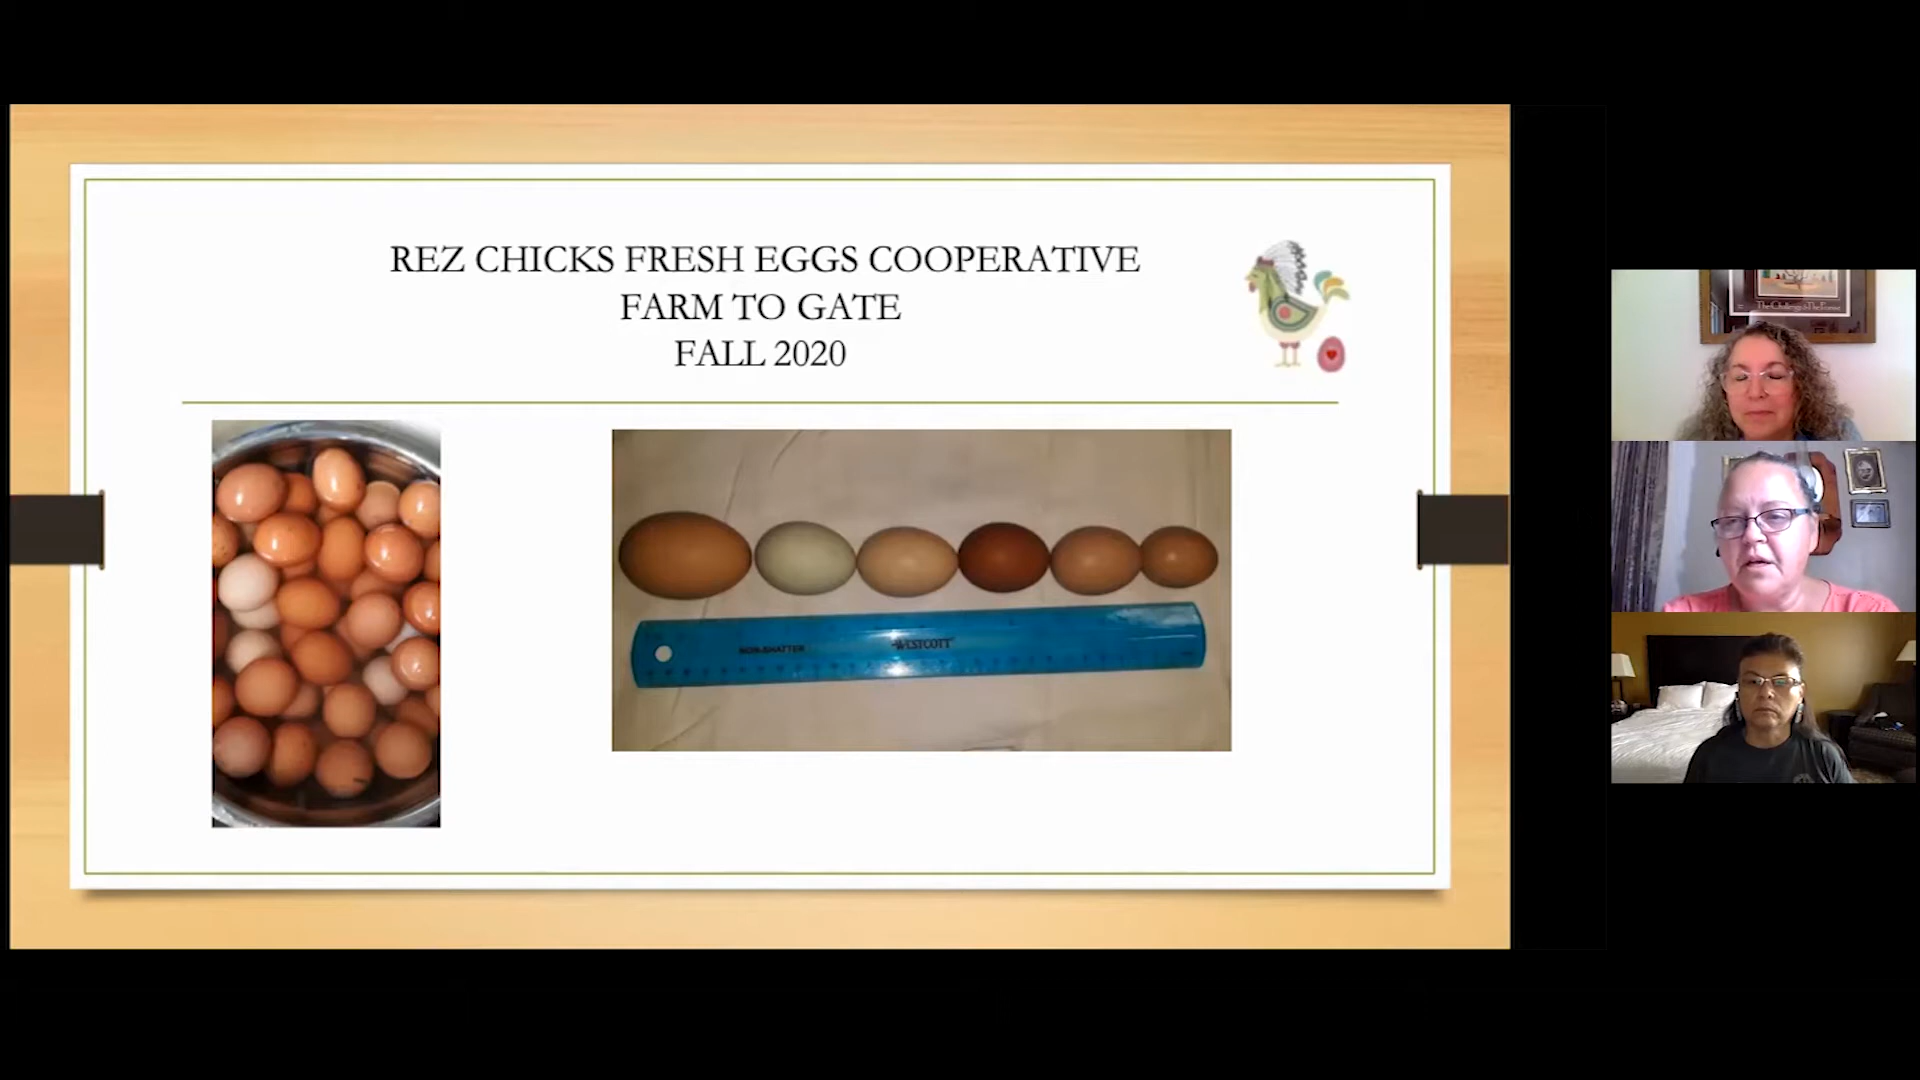 REZ CHICKS FRESH EGGS COOPERATIVE
FARM TO GATE
FALL 2020
NON-SHATTER
WESTCOTT